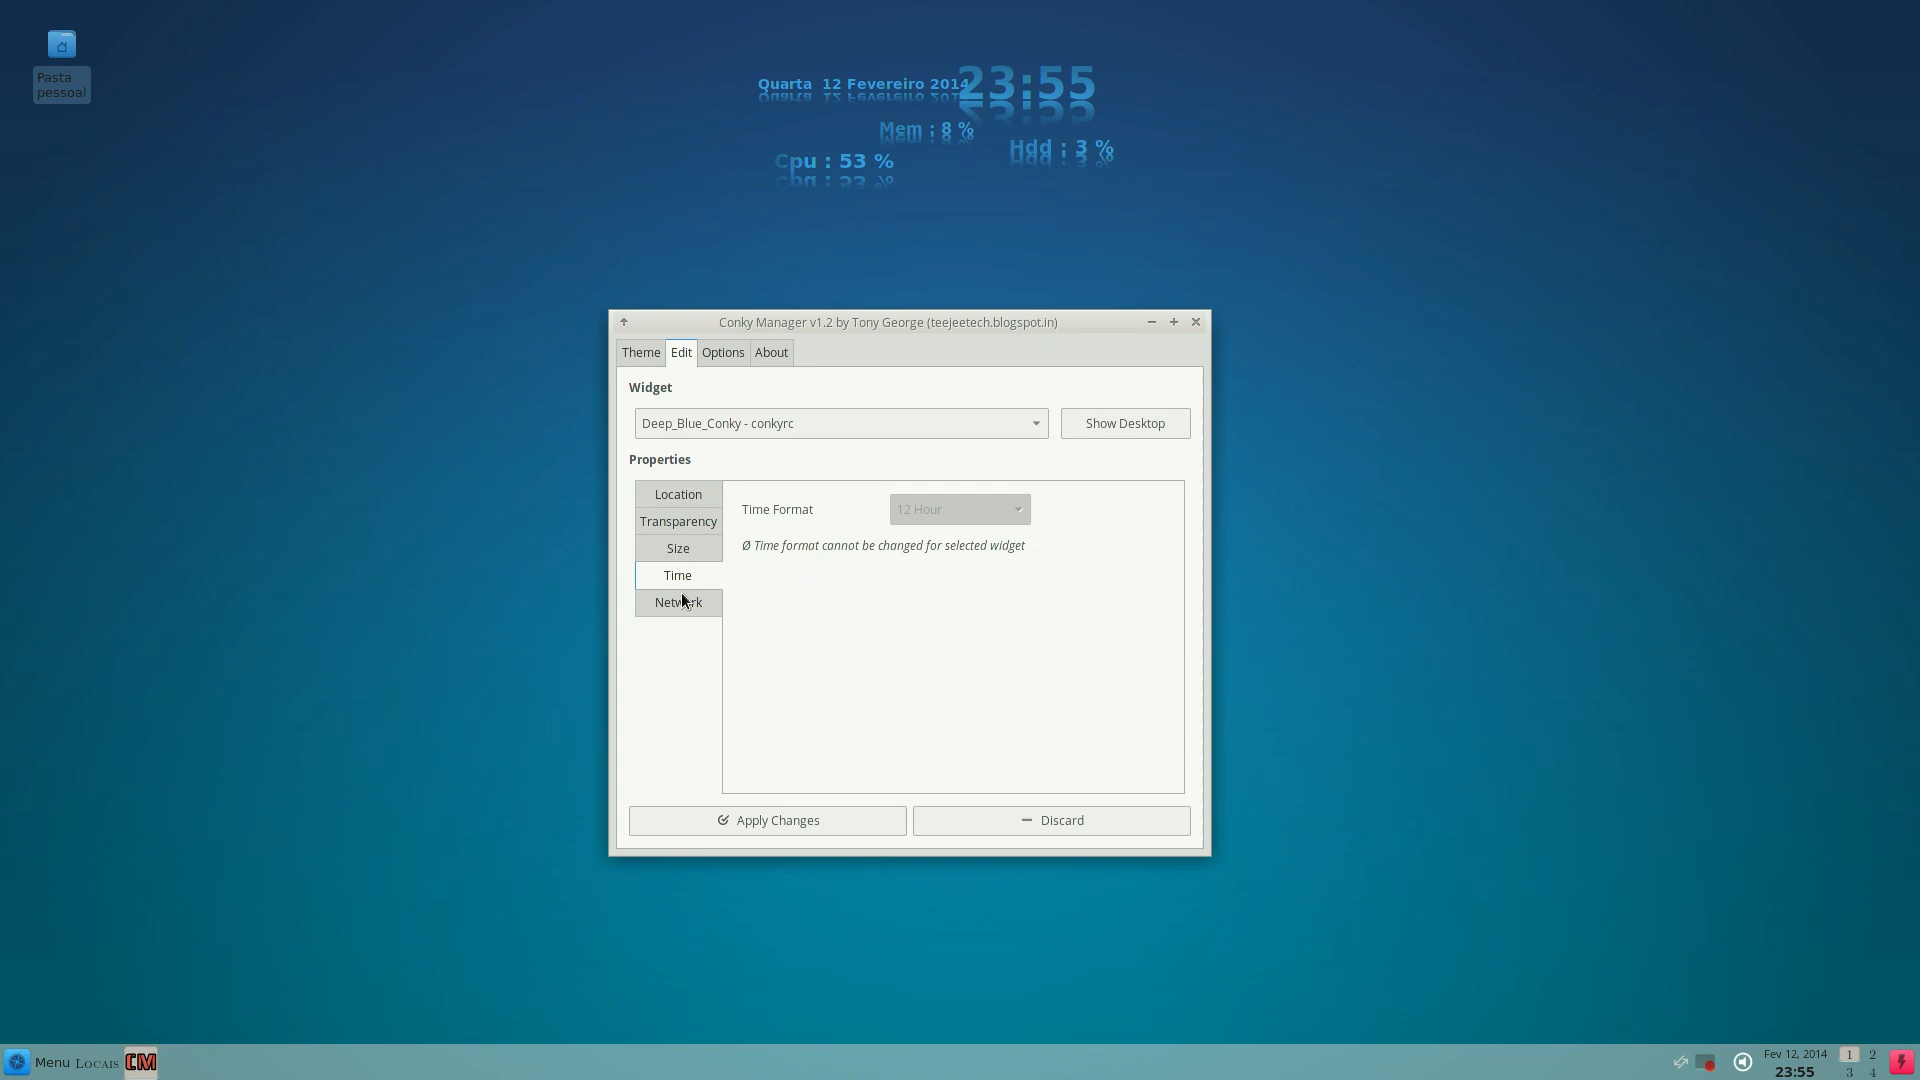 Pasta
pessoal
Quarta 12 Fevereiro 2014
23:55
Mem : 8 %
Hdd : 3 %
Cpu : 53 %
Conky Manager v1.2 by Tony George (teejeetech.blogspot.in)
Theme Edit Options About
Widget
Deep_Blue_Conky - conkyrc
Show Desktop
Properties
Location
Transparency
Size
Time
Network
Time Format
12 Hour
Ø Time format cannot be changed for selected widget
Apply Changes
Discard
Menu
Locais
CM
Fev 12, 2014
23:55
1 2
3 4